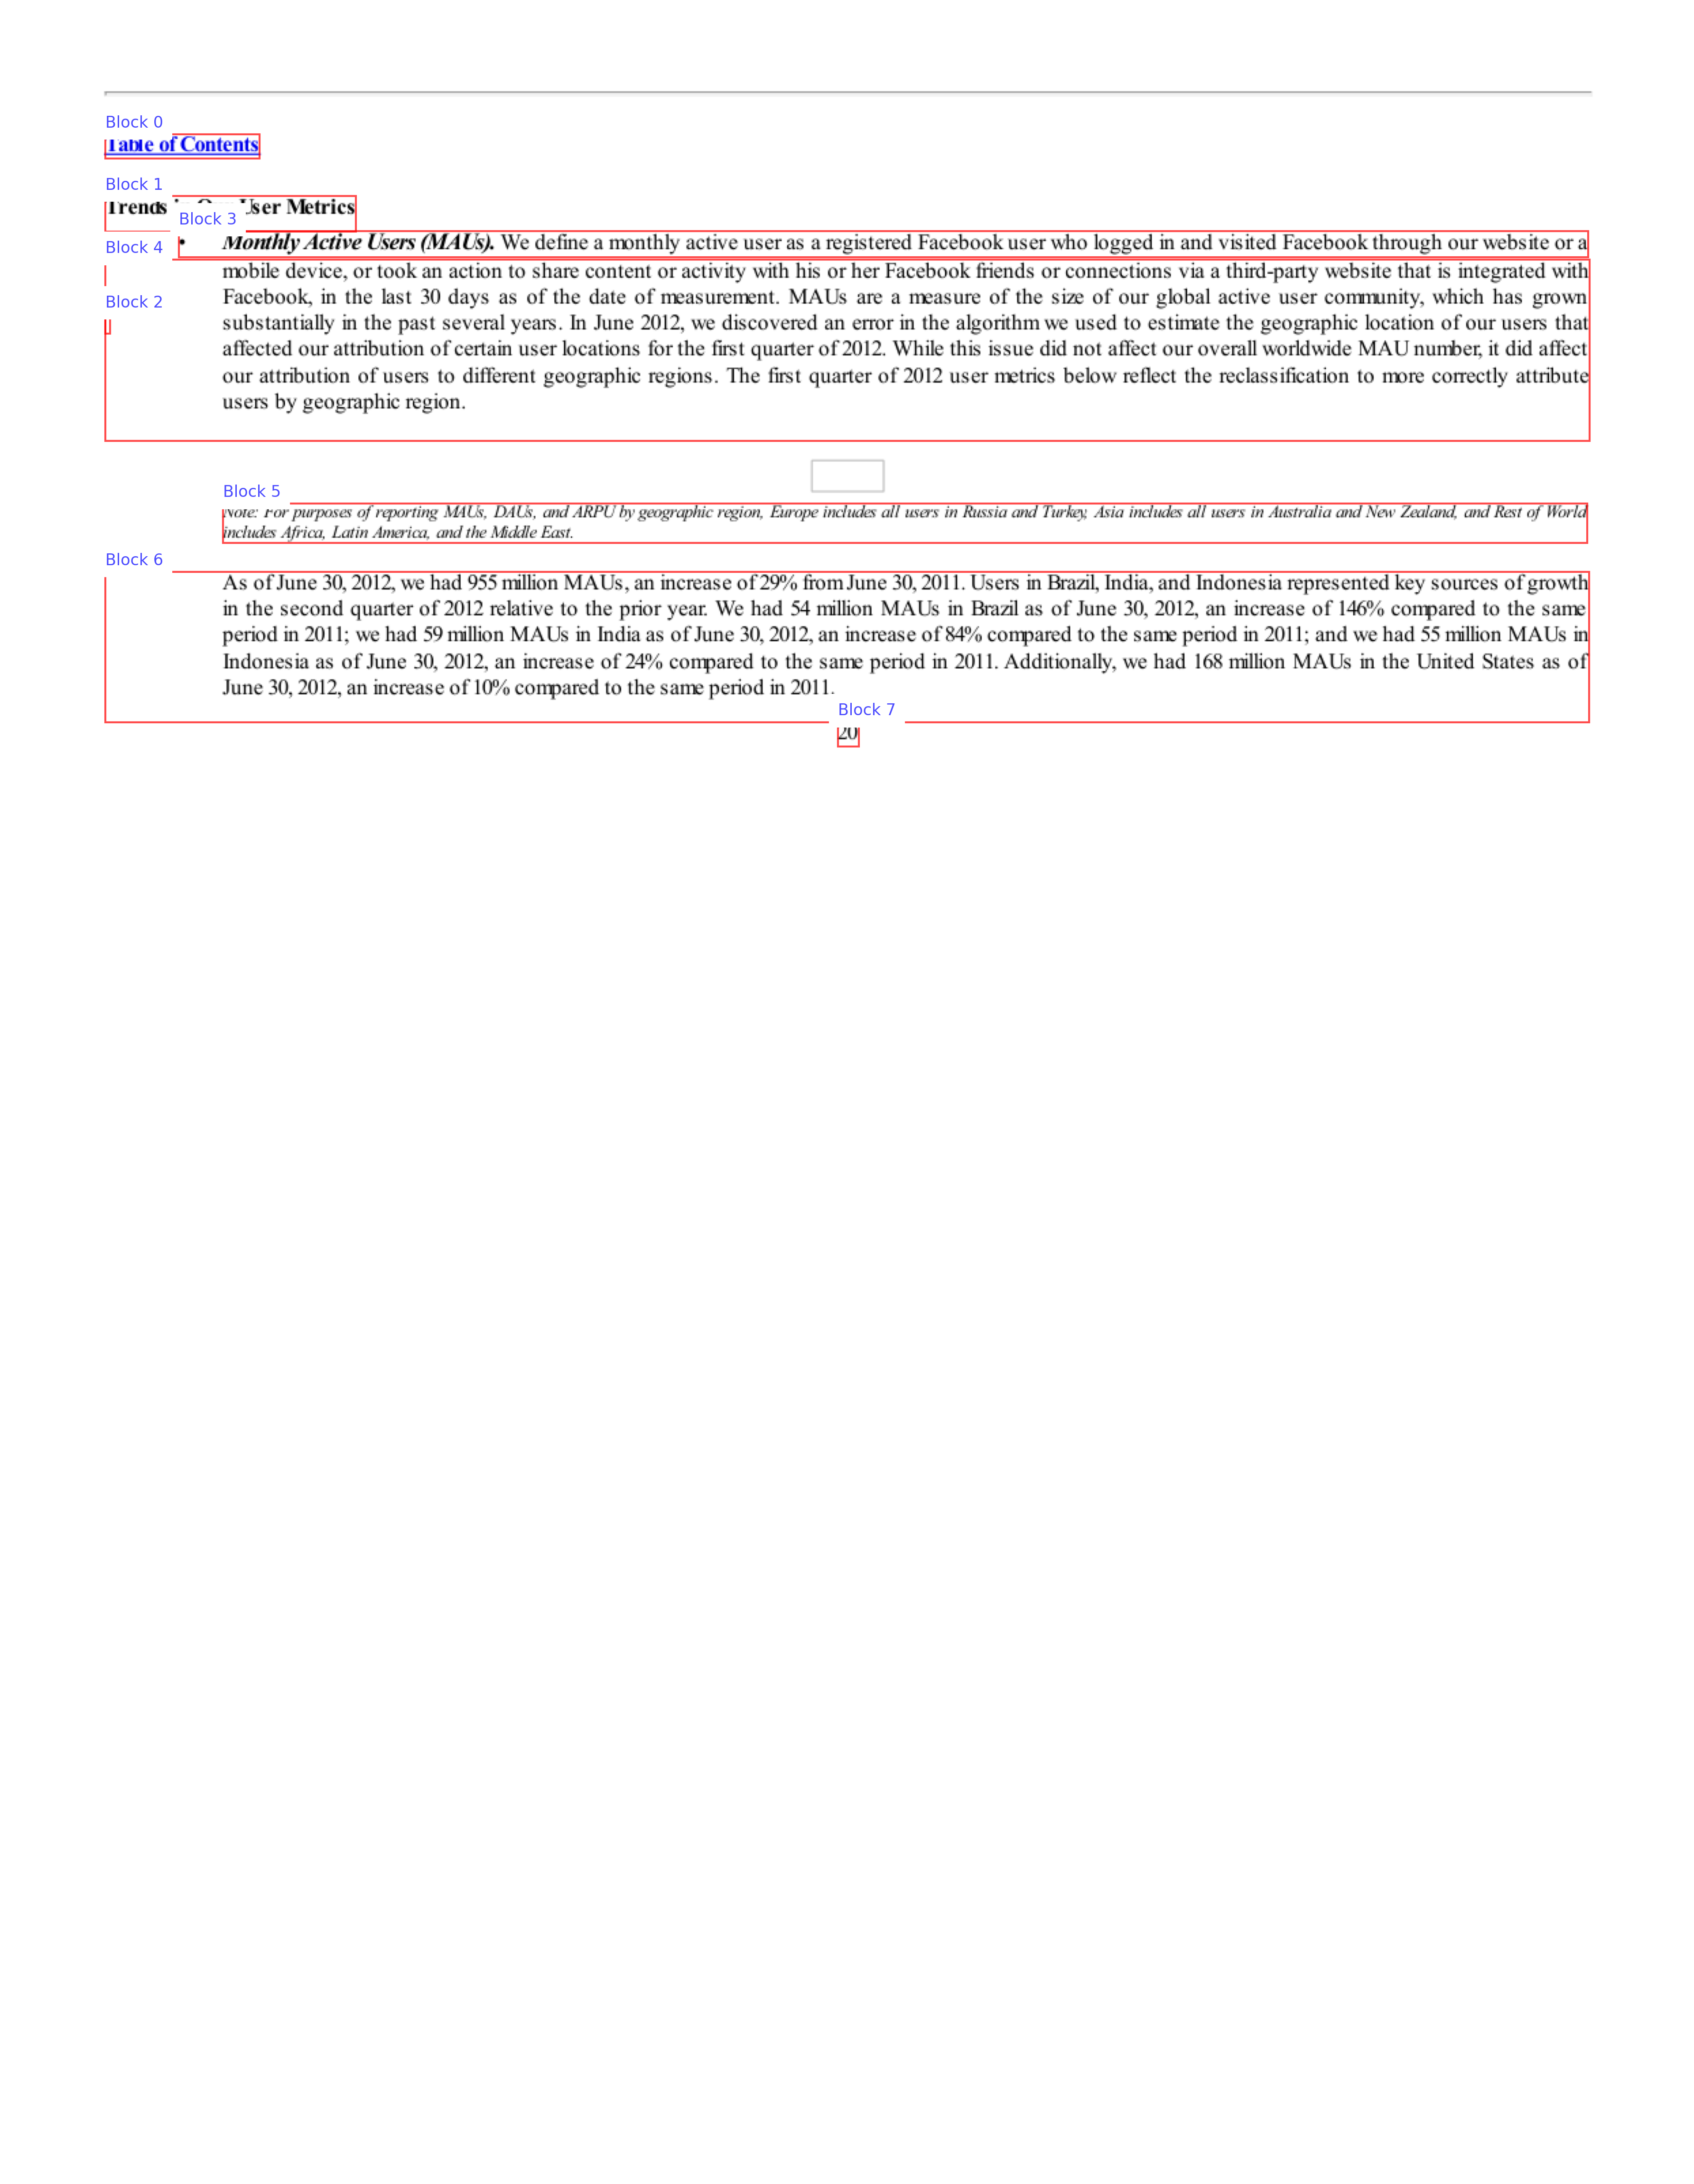 Block 0
Table of Contents
Block 1
Trends in Our User Metrics
Block 3
Block 4
• Monthly Active Users (MAUs). We define a monthly active user as a registered Facebook user who logged in and visited Facebook through our website or a
mobile device, or took an action to share content or activity with his or her Facebook friends or connections via a third-party website that is integrated with
Block 2
Facebook, in the last 30 days as of the date of measurement. MAUs are a measure of the size of our global active user community, which has grown
substantially in the past several years. In June 2012, we discovered an error in the algorithm we used to estimate the geographic location of our users that
affected our attribution of certain user locations for the first quarter of 2012. While this issue did not affect our overall worldwide MAU number, it did affect
our attribution of users to different geographic regions. The first quarter of 2012 user metrics below reflect the reclassification to more correctly attribute
users by geographic region.
Block 5
Note: For purposes of reporting MAUs, DAUs, and ARPU by geographic region, Europe includes all users in Russia and Turkey, Asia includes all users in Australia and New Zealand, and Rest of World
includes Africa, Latin America, and the Middle East.
Block 6
As of June 30, 2012, we had 955 million MAUs, an increase of 29% from June 30, 2011. Users in Brazil, India, and Indonesia represented key sources of growth
in the second quarter of 2012 relative to the prior year. We had 54 million MAUs in Brazil as of June 30, 2012, an increase of 146% compared to the same
period in 2011; we had 59 million MAUs in India as of June 30, 2012, an increase of 84% compared to the same period in 2011; and we had 55 million MAUs in
Indonesia as of June 30, 2012, an increase of 24% compared to the same period in 2011. Additionally, we had 168 million MAUs in the United States as of
June 30, 2012, an increase of 10% compared to the same period in 2011.
Block 7
20